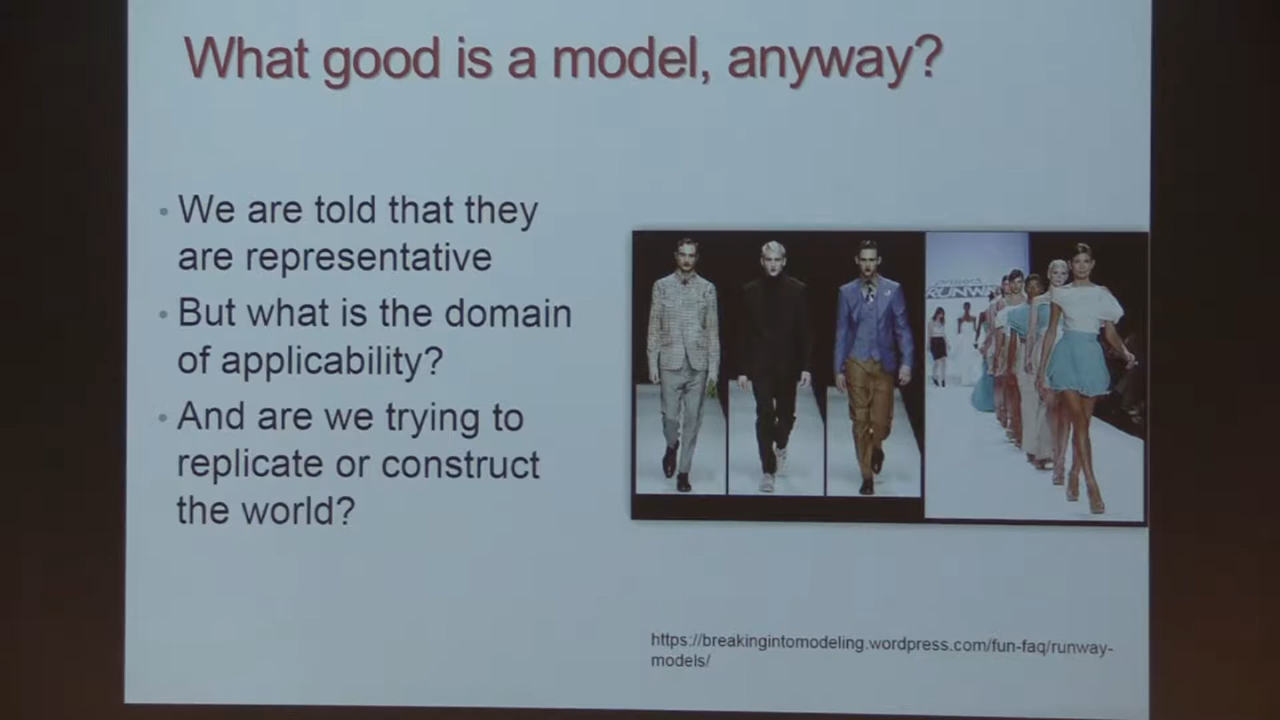 What good is a model, anyway?
• We are told that they
are representative
• But what is the domain
of applicability?
• And are we trying to
replicate or construct
the world?
RUNWAY
https://breakingintomodeling.wordpress.com/fun-faq/runway-
models/